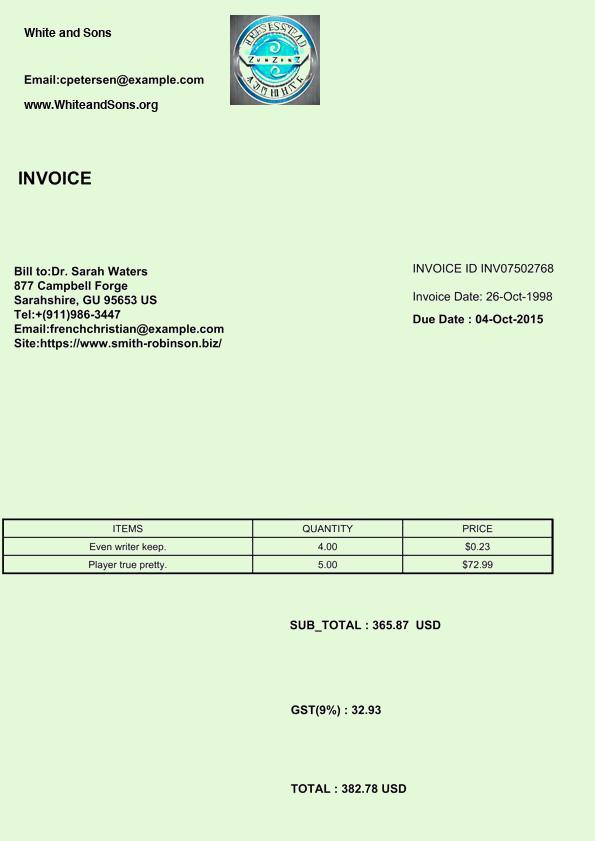 White and Sons
Email:cpetersen@example.com
www.WhiteandSons.org
INVOICE
Bill to:Dr. Sarah Waters
877 Campbell Forge
Sarahshire, GU 95653 US
Tel:+(911)986-3447
Email:frenchchristian@example.com
Site:https://www.smith-robinson.biz/
INVOICE ID INV07502768
Invoice Date: 26-Oct-1998
Due Date : 04-Oct-2015
ITEMS QUANTITY PRICE
Even writer keep. 4.00 $0.23
Player true pretty. 5.00 $72.99
SUB_TOTAL : 365.87 USD
GST(9%) : 32.93
TOTAL : 382.78 USD